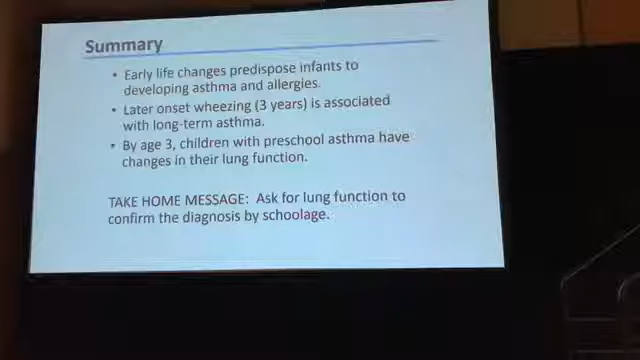 Summary
• Early life changes predispose infants to
developing asthma and allergies.
• Later onset wheezing (3 years) is associated
with long-term asthma.
• By age 3, children with preschool asthma have
changes in their lung function.
TAKE HOME MESSAGE: Ask for lung function to
confirm the diagnosis by schoolage.